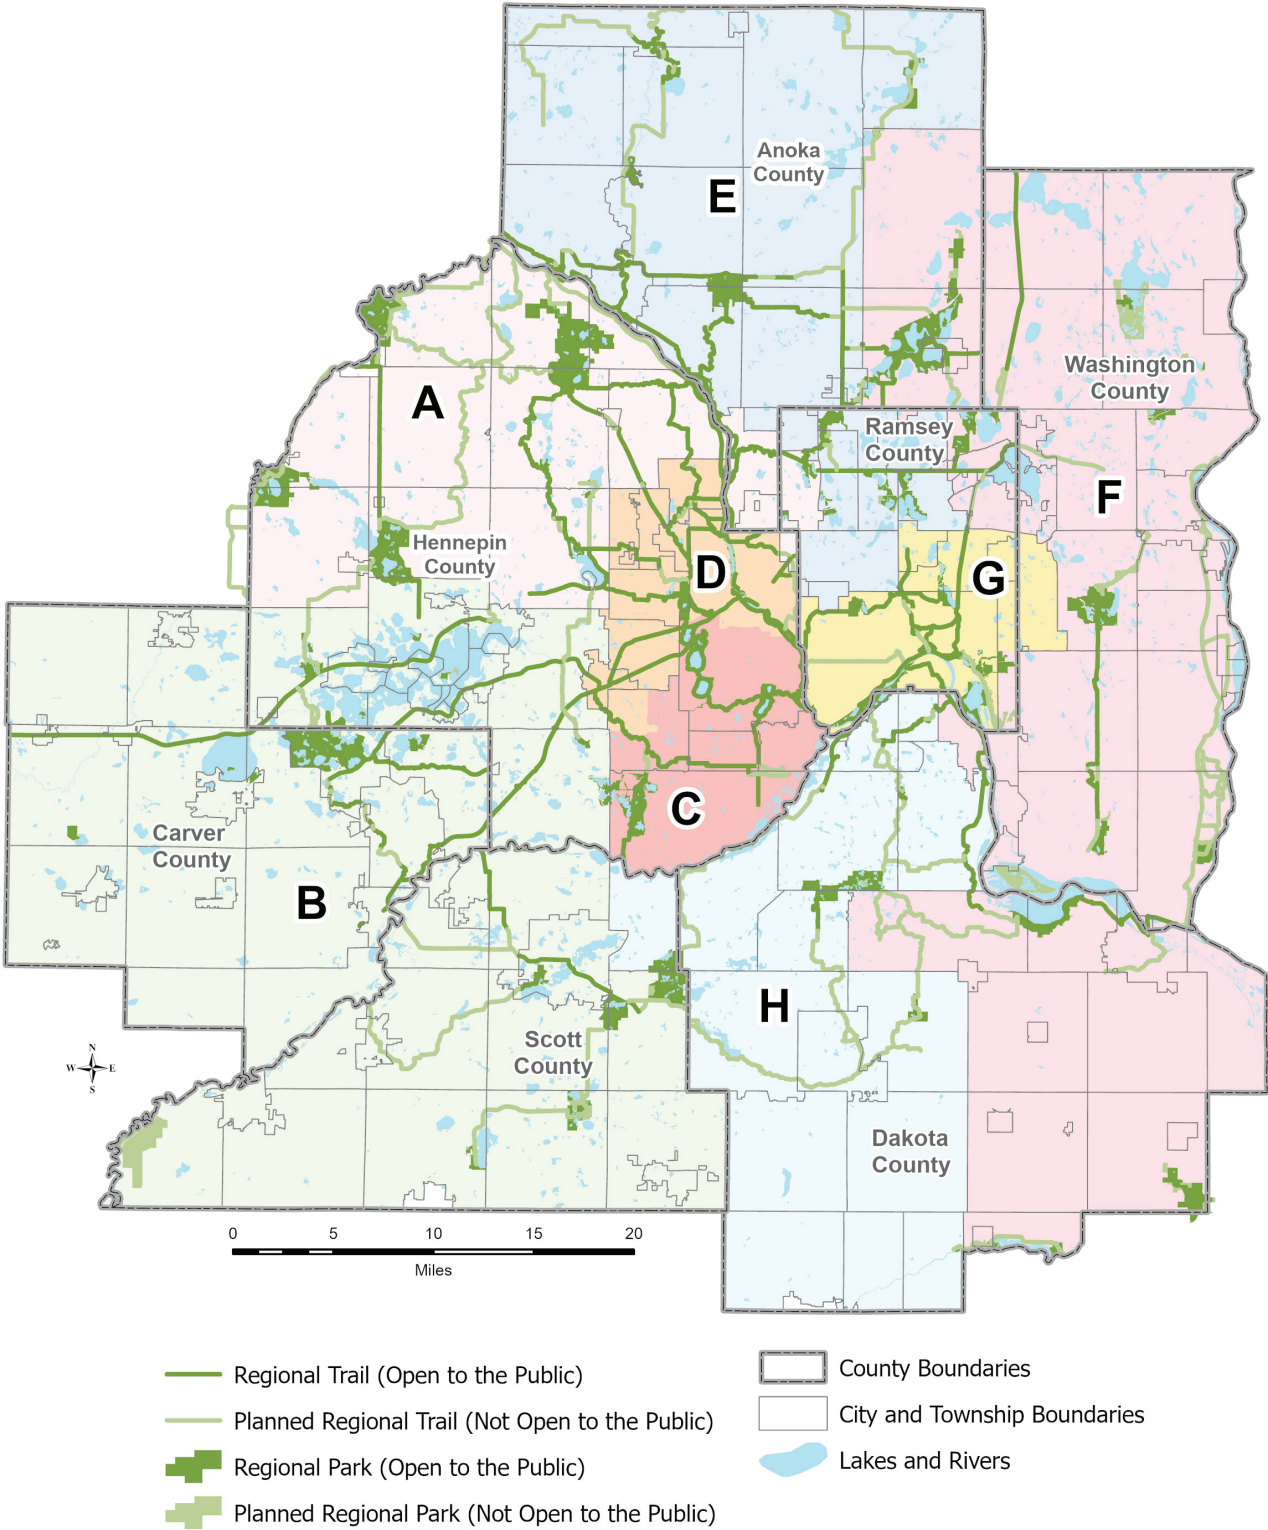 Anoka
County
E
Washington
County
A
Ramsey
County
F
Hennepin
County
D
G
C
Carver
County
B
H
Scott
County
N
W E
S
Dakota
County
0 5 10 15 20
Miles
Regional Trail (Open to the Public)
Planned Regional Trail (Not Open to the Public)
Regional Park (Open to the Public)
Planned Regional Park (Not Open to the Public)
County Boundaries
City and Township Boundaries
Lakes and Rivers